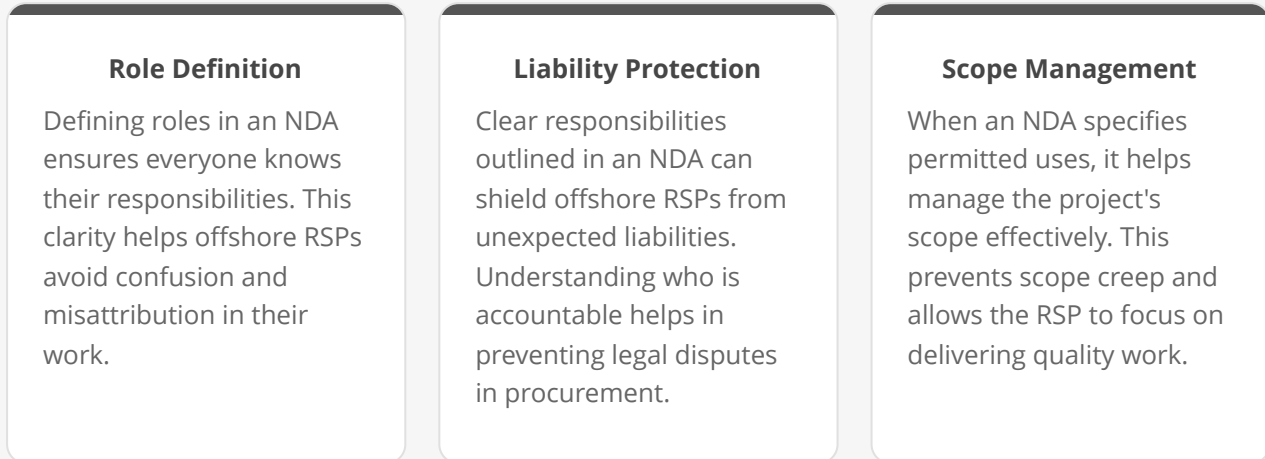 Role Definition
Defining roles in an NDA
ensures everyone knows
their responsibilities. This
clarity helps offshore RSPs
avoid confusion and
misattribution in their
work.
Liability Protection
Clear responsibilities
outlined in an NDA can
shield offshore RSPs from
unexpected liabilities.
Understanding who is
accountable helps in
preventing legal disputes
in procurement.
Scope Management
When an NDA specifies
permitted uses, it helps
manage the project's
scope effectively. This
prevents scope creep and
allows the RSP to focus on
delivering quality work.